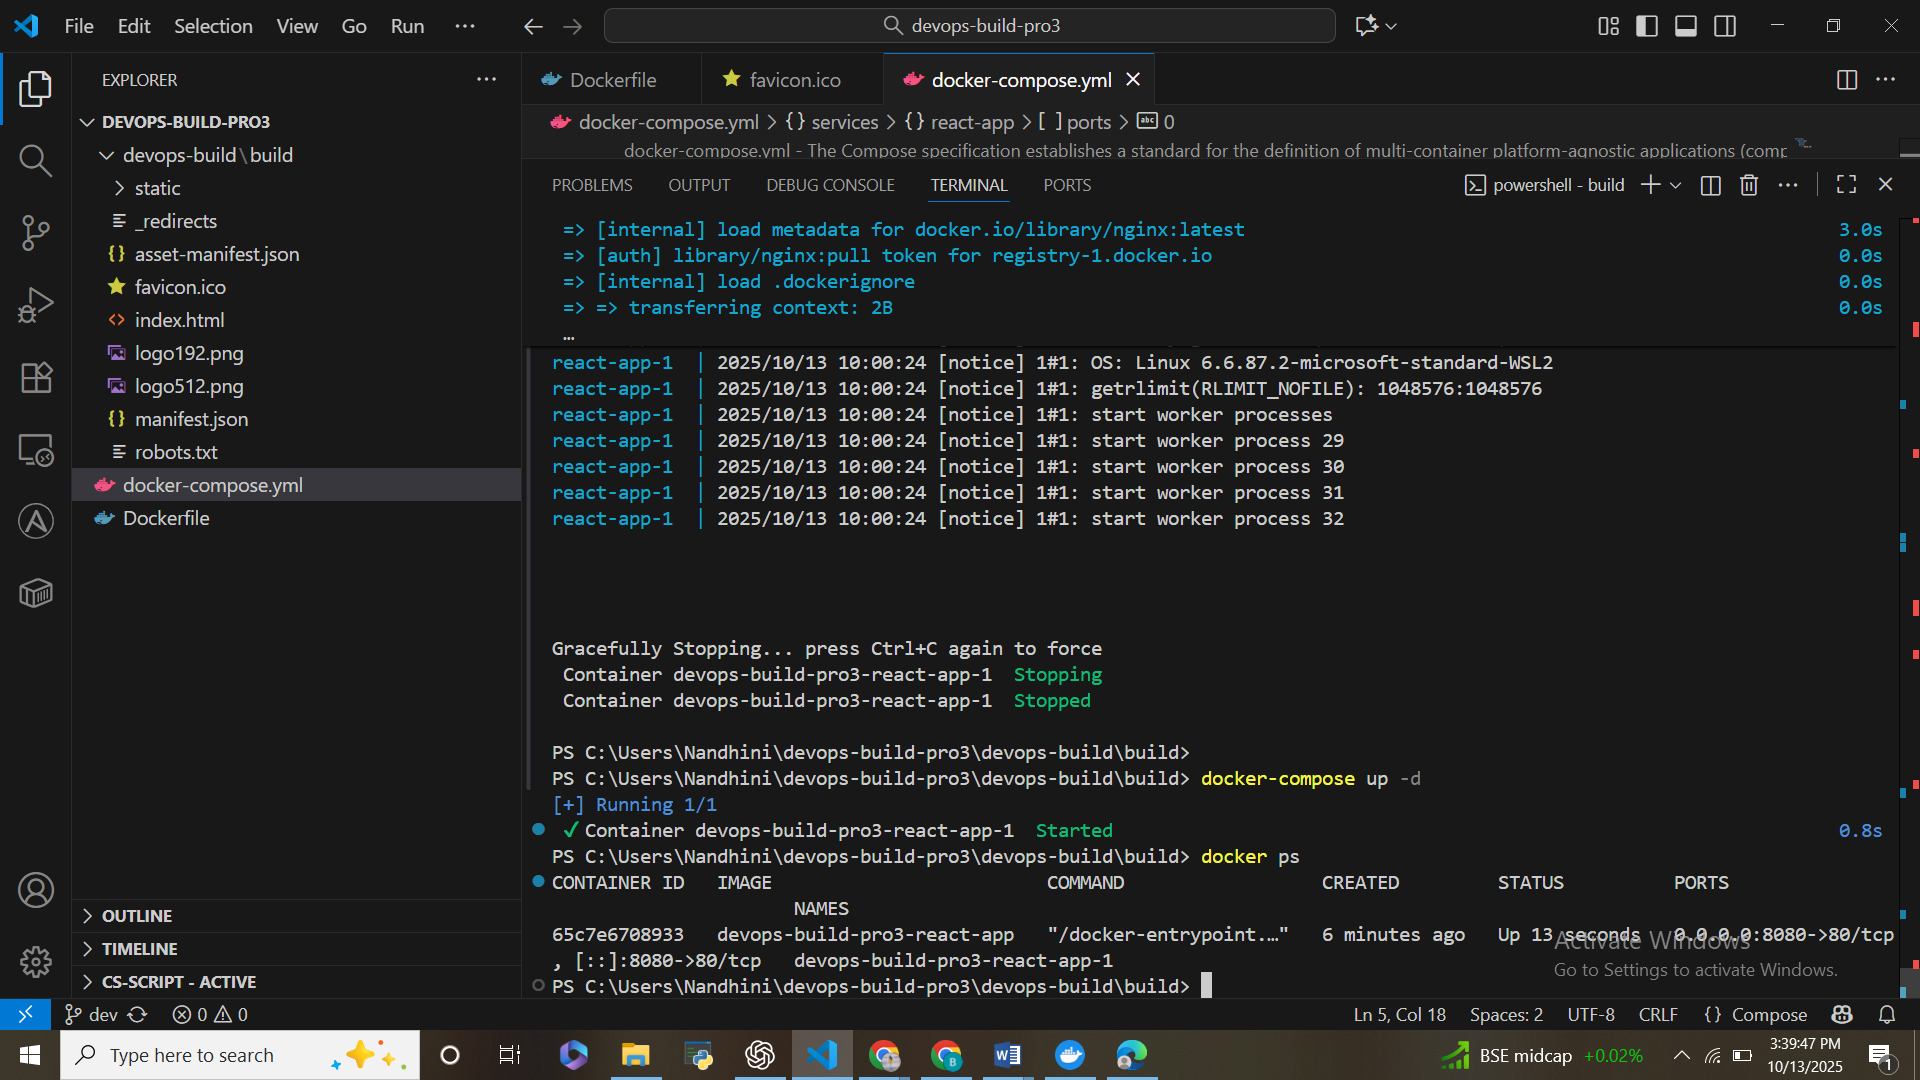 File Edit Selection View Go Run ··· devops-build-pro3
EXPLORER ···
DEVOPS-BUILD-PRO3
devops-build\build
static
_redirects
asset-manifest.json
favicon.ico
index.html
logo192.png
logo512.png
manifest.json
robots.txt
docker-compose.yml
Dockerfile
OUTLINE
TIMELINE
CS-SCRIPT - ACTIVE
Dockerfile favicon.ico docker-compose.yml
docker-compose.yml > {} services > {} react-app > [ ] ports > abc 0
docker-compose.yml - The Compose specification establishes a standard for the definition of multi-container platform-agnostic applications (comp
PROBLEMS OUTPUT DEBUG CONSOLE TERMINAL PORTS powershell - build
=> [internal] load metadata for docker.io/library/nginx:latest 3.0s
=> [auth] library/nginx:pull token for registry-1.docker.io 0.0s
=> [internal] load .dockerignore 0.0s
=> => transferring context: 2B 0.0s
…
react-app-1 | 2025/10/13 10:00:24 [notice] 1#1: OS: Linux 6.6.87.2-microsoft-standard-WSL2
react-app-1 | 2025/10/13 10:00:24 [notice] 1#1: getrlimit(RLIMIT_NOFILE): 1048576:1048576
react-app-1 | 2025/10/13 10:00:24 [notice] 1#1: start worker processes
react-app-1 | 2025/10/13 10:00:24 [notice] 1#1: start worker process 29
react-app-1 | 2025/10/13 10:00:24 [notice] 1#1: start worker process 30
react-app-1 | 2025/10/13 10:00:24 [notice] 1#1: start worker process 31
react-app-1 | 2025/10/13 10:00:24 [notice] 1#1: start worker process 32
Gracefully Stopping... press Ctrl+C again to force
Container devops-build-pro3-react-app-1 Stopping
Container devops-build-pro3-react-app-1 Stopped
PS C:\Users\Nandhini\devops-build-pro3\devops-build\build>
PS C:\Users\Nandhini\devops-build-pro3\devops-build\build> docker-compose up -d
[+] Running 1/1
✓ Container devops-build-pro3-react-app-1 Started 0.8s
PS C:\Users\Nandhini\devops-build-pro3\devops-build\build> docker ps
CONTAINER ID IMAGE COMMAND CREATED STATUS PORTS
NAMES
65c7e6708933 devops-build-pro3-react-app "/docker-entrypoint.…" 6 minutes ago Up 13 seconds 0.0.0.0:8080->80/tcp
, [::]:8080->80/tcp devops-build-pro3-react-app-1
PS C:\Users\Nandhini\devops-build-pro3\devops-build\build>
Activate Windows
Go to Settings to activate Windows.
dev 0 0 Ln 5, Col 18 Spaces: 2 UTF-8 CRLF {} Compose
Type here to search BSE midcap +0.02% 3:39:47 PM
10/13/2025 1